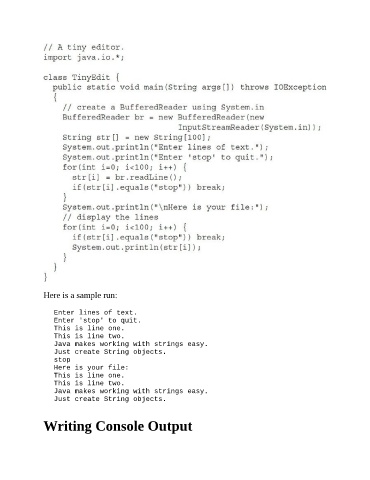 // A tiny editor.
import java.io.*;
class TinyEdit {
public static void main(String args[]) throws IOException
{
// create a BufferedReader using System.in
BufferedReader br = new BufferedReader(new
InputStreamReader(System.in));
String str[] = new String[100];
System.out.println("Enter lines of text.");
System.out.println("Enter 'stop' to quit.");
for(int i=0; i<100; i++) {
str[i] = br.readLine();
if(str[i].equals("stop")) break;
}
System.out.println("\nHere is your file:");
// display the lines
for(int i=0; i<100; i++) {
if(str[i].equals("stop")) break;
System.out.println(str[i]);
}
}
}
Here is a sample run:
Enter lines of text.
Enter 'stop' to quit.
This is line one.
This is line two.
Java makes working with strings easy.
Just create String objects.
stop
Here is your file:
This is line one.
This is line two.
Java makes working with strings easy.
Just create String objects.
Writing Console Output